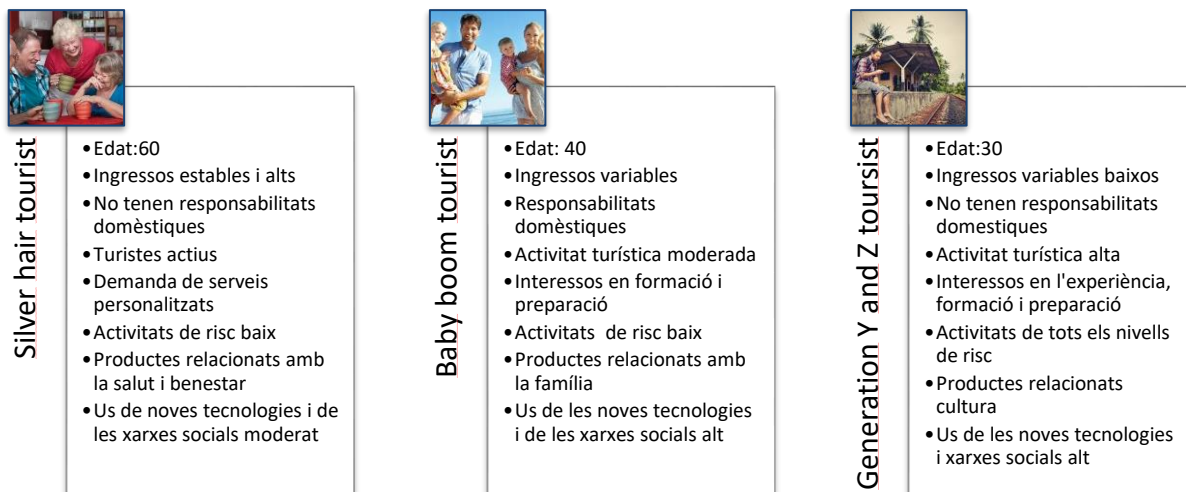 Silver hair tourist
•Edat:60
•Ingressos estables i alts
•No tenen responsabilitats
domèstiques
•Turistes actius
•Demanda de serveis
personalitzats
•Activitats de risc baix
•Productes relacionats amb
la salut i benestar
•Us de noves tecnologies i de
les xarxes socials moderat
Baby boom tourist
•Edat: 40
•Ingressos variables
•Responsabilitats
domèstiques
•Activitat turística moderada
•Interessos en formació i
preparació
•Activitats de risc baix
•Productes relacionats amb
la família
•Us de les noves tecnologies
i de les xarxes socials alt
Generation Y and Z toursist
•Edat:30
•Ingressos variables baixos
•No tenen responsabilitats
domestiques
•Activitat turística alta
•Interessos en l'experiència,
formació i preparació
•Activitats de tots els nivells
de risc
•Productes relacionats
cultura
•Us de les noves tecnologies
i xarxes socials alt